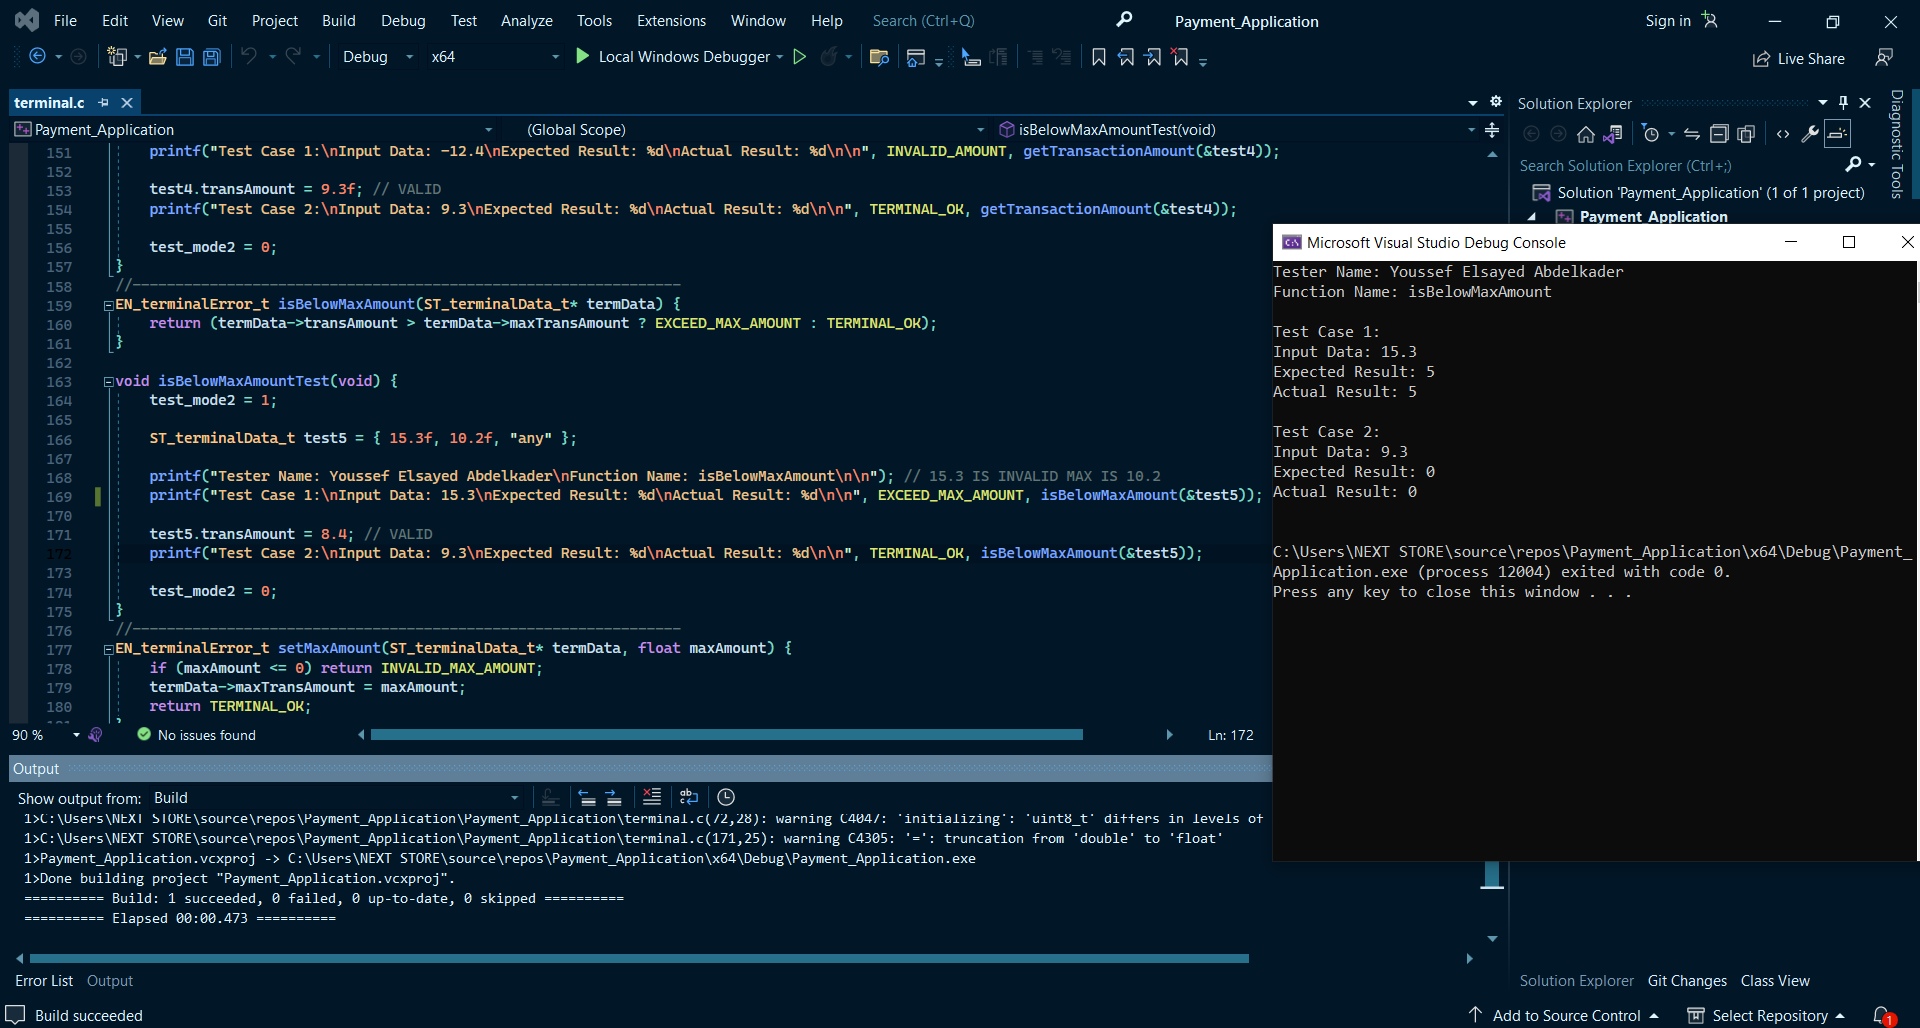 File Edit View Git Project Build Debug Test Analyze Tools Extensions Window Help Search (Ctrl+Q) Payment_Application Sign in
Debug x64 Local Windows Debugger Live Share
terminal.c
Payment_Application (Global Scope) isBelowMaxAmountTest(void)
151 printf("Test Case 1:\nInput Data: -12.4\nExpected Result: %d\nActual Result: %d\n\n", INVALID_AMOUNT, getTransactionAmount(&test4));
152
153 test4.transAmount = 9.3f; // VALID
154 printf("Test Case 2:\nInput Data: 9.3\nExpected Result: %d\nActual Result: %d\n\n", TERMINAL_OK, getTransactionAmount(&test4));
155
156 test_mode2 = 0;
157 }
158 //----------------------------------------------------------------
159 EN_terminalError_t isBelowMaxAmount(ST_terminalData_t* termData) {
160 return (termData->transAmount > termData->maxTransAmount ? EXCEED_MAX_AMOUNT : TERMINAL_OK);
161 }
162
163 void isBelowMaxAmountTest(void) {
164 test_mode2 = 1;
165
166 ST_terminalData_t test5 = { 15.3f, 10.2f, "any" };
167
168 printf("Tester Name: Youssef Elsayed Abdelkader\nFunction Name: isBelowMaxAmount\n\n"); // 15.3 IS INVALID MAX IS 10.2
169 printf("Test Case 1:\nInput Data: 15.3\nExpected Result: %d\nActual Result: %d\n\n", EXCEED_MAX_AMOUNT, isBelowMaxAmount(&test5));
170
171 test5.transAmount = 8.4; // VALID
172 printf("Test Case 2:\nInput Data: 9.3\nExpected Result: %d\nActual Result: %d\n\n", TERMINAL_OK, isBelowMaxAmount(&test5));
173
174 test_mode2 = 0;
175 }
176 //----------------------------------------------------------------
177 EN_terminalError_t setMaxAmount(ST_terminalData_t* termData, float maxAmount) {
178 if (maxAmount <= 0) return INVALID_MAX_AMOUNT;
179 termData->maxTransAmount = maxAmount;
180 return TERMINAL_OK;
90 % No issues found Ln: 172
Output
Show output from: Build
1>C:\Users\NEXT STORE\source\repos\Payment_Application\Payment_Application\terminal.c(72,28): warning C4047: 'initializing': 'uint8_t' differs in levels of
1>C:\Users\NEXT STORE\source\repos\Payment_Application\Payment_Application\terminal.c(171,25): warning C4305: '=': truncation from 'double' to 'float'
1>Payment_Application.vcxproj -> C:\Users\NEXT STORE\source\repos\Payment_Application\x64\Debug\Payment_Application.exe
1>Done building project "Payment_Application.vcxproj".
========== Build: 1 succeeded, 0 failed, 0 up-to-date, 0 skipped ==========
========== Elapsed 00:00.473 ==========
Error List Output
Build succeeded
Solution Explorer
Search Solution Explorer (Ctrl+;)
Solution 'Payment_Application' (1 of 1 project)
Payment_Application
Diagnostic Tools
Microsoft Visual Studio Debug Console
Tester Name: Youssef Elsayed Abdelkader
Function Name: isBelowMaxAmount
Test Case 1:
Input Data: 15.3
Expected Result: 5
Actual Result: 5
Test Case 2:
Input Data: 9.3
Expected Result: 0
Actual Result: 0
C:\Users\NEXT STORE\source\repos\Payment_Application\x64\Debug\Payment_
Application.exe (process 12004) exited with code 0.
Press any key to close this window . . .
Solution Explorer Git Changes Class View
Add to Source Control Select Repository 1